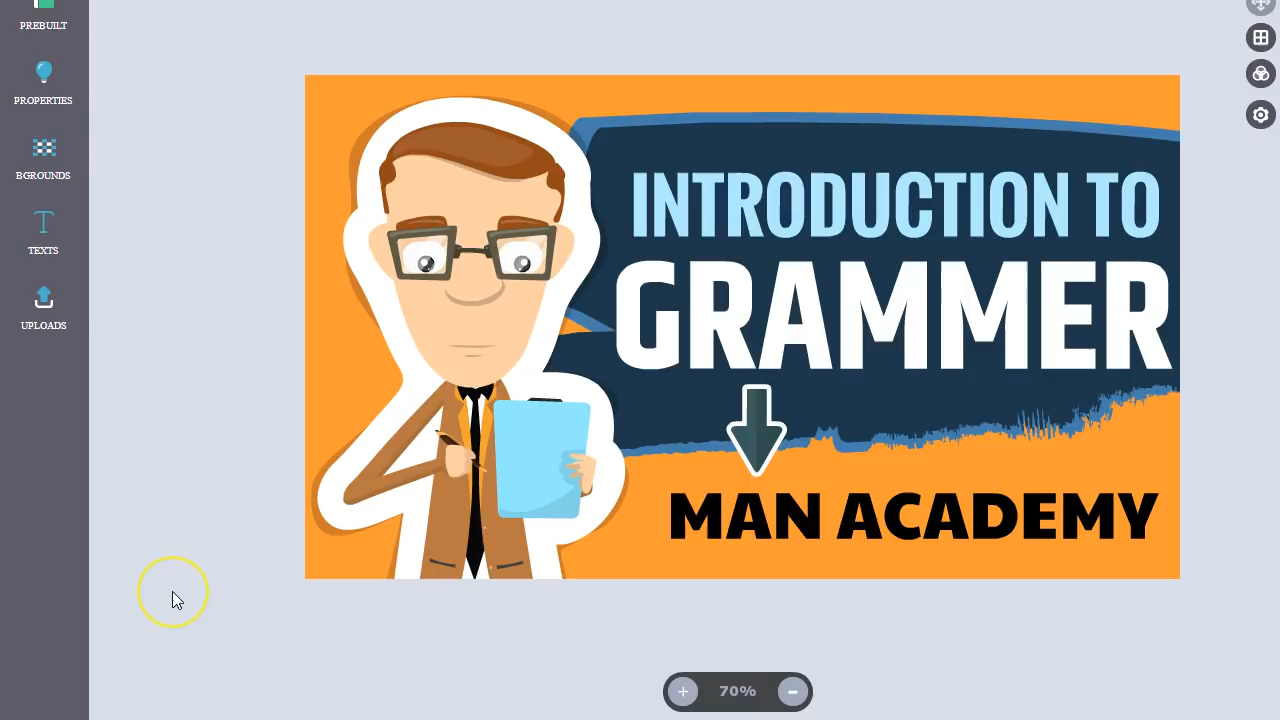 PREBUILT
PROPERTIES
BGROUNDS
TEXTS
UPLOADS
INTRODUCTION TO
GRAMMER
MAN ACADEMY
70%